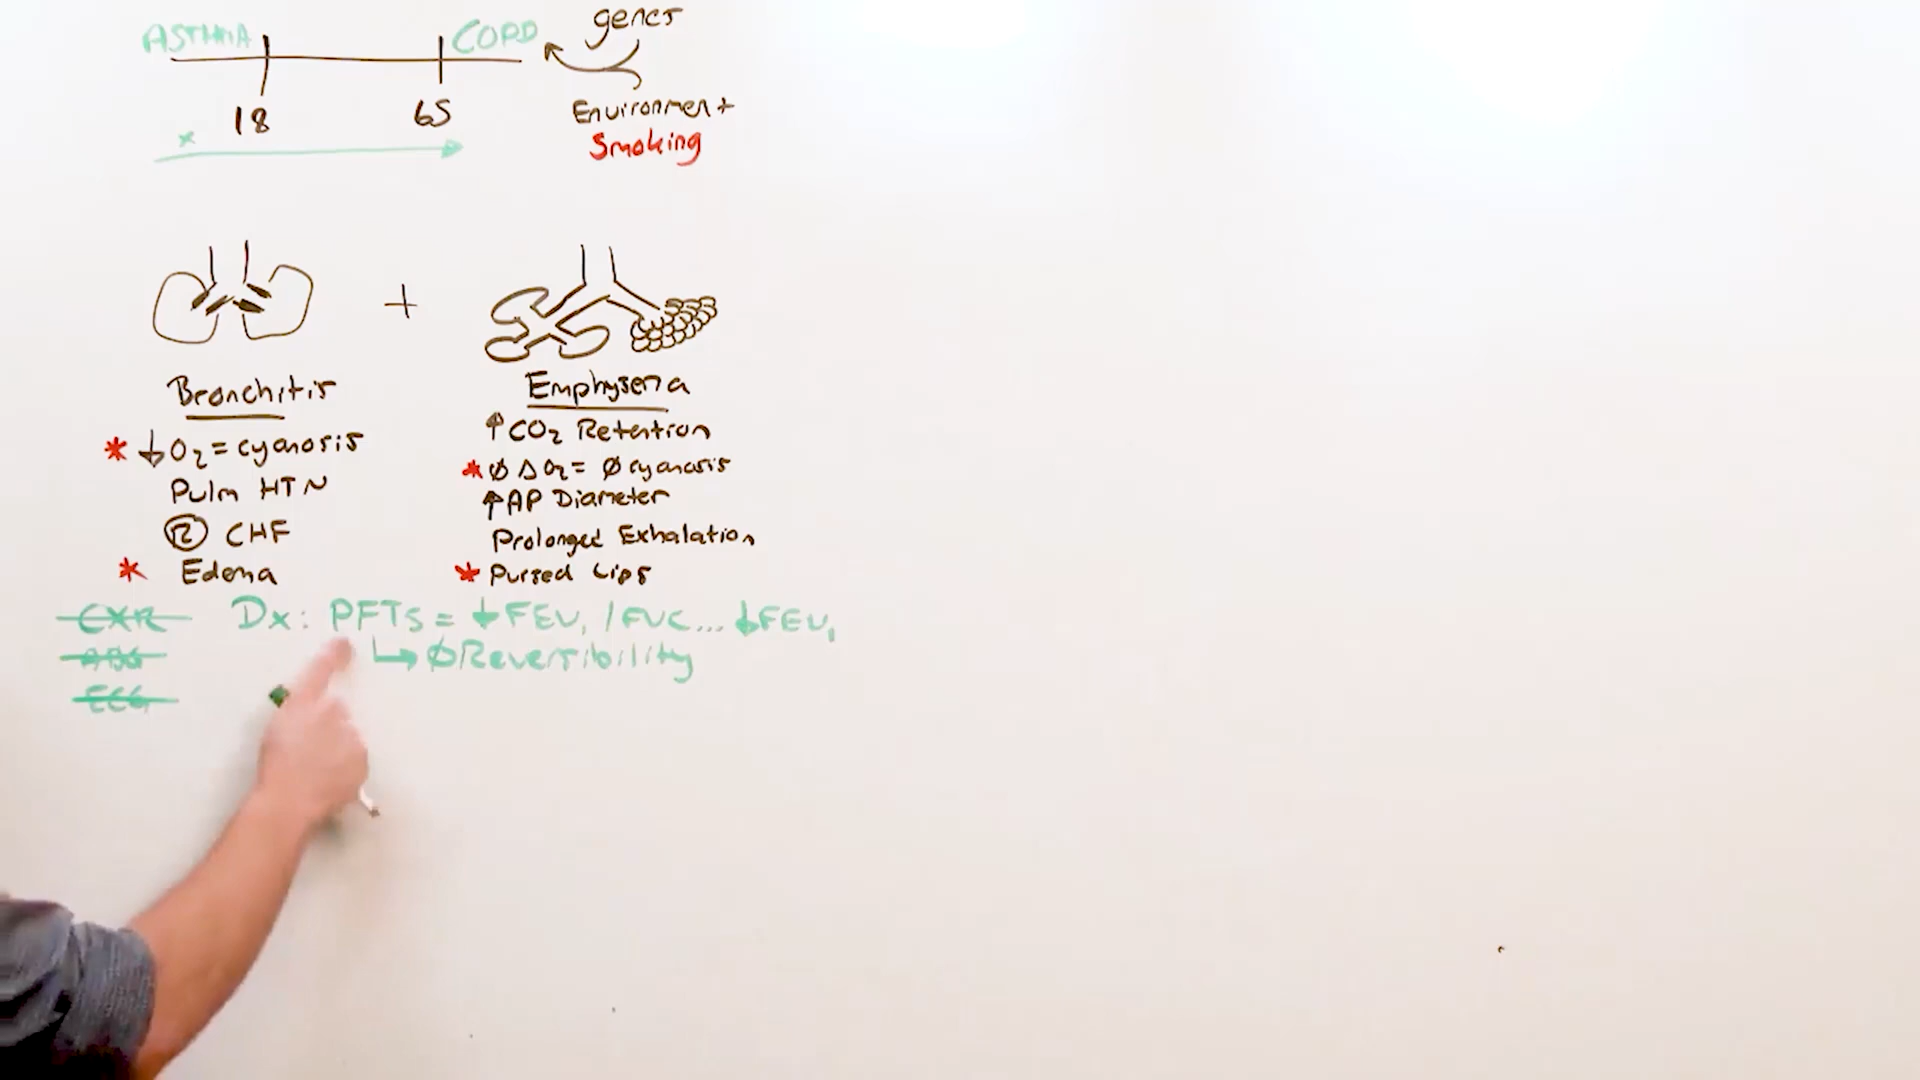 ASTHMA
COPD
genes
18
65
Environment
Smoking
x
+
Bronchitis
* ↓O₂ = cyanosis
Pulm HTN
Ⓡ CHF
* Edema
Emphysema
↑CO₂ Retention
* ∅ Δ O₂ = ∅ cyanosis
↑AP Diameter
Prolonged Exhalation
* Pursed Lips
CXR
ABG
ECG
Dx: PFTs = ↓FEV₁ / FVC... ↓FEV₁
↳ ∅Reversibility